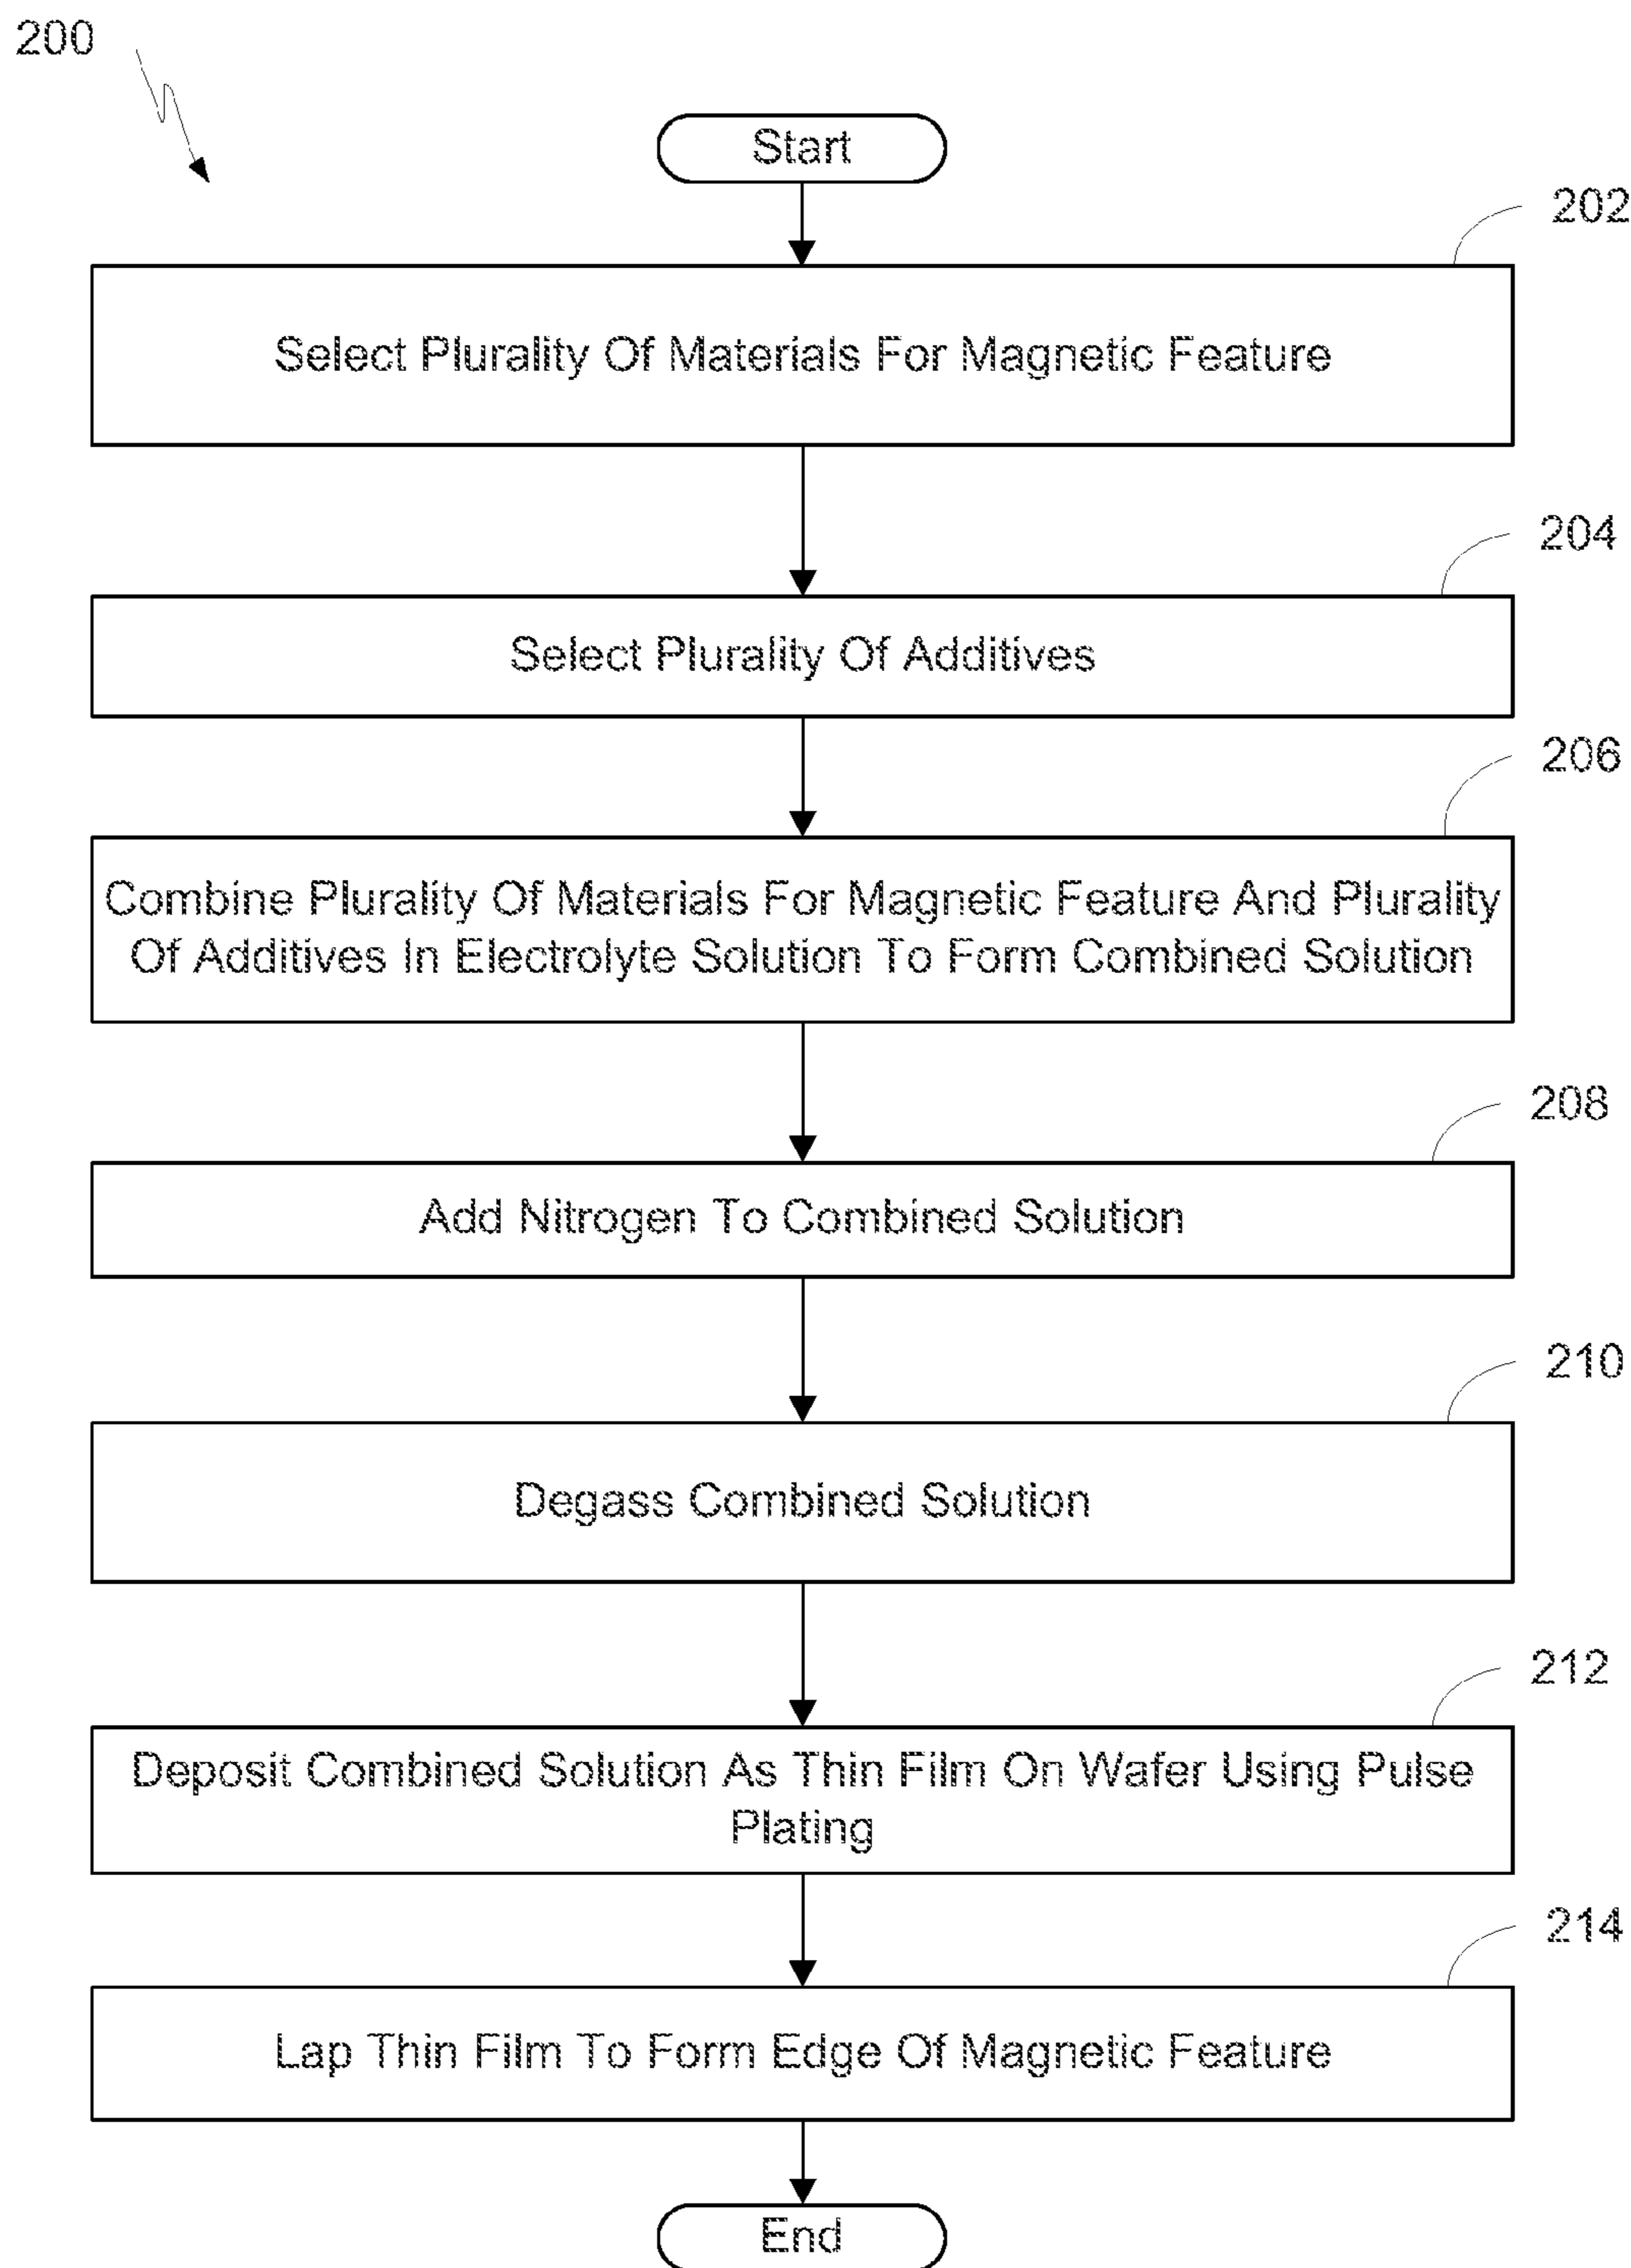 200
Start
202
Select Plurality Of Materials For Magnetic Feature
204
Select Plurality Of Additives
206
Combine Plurality Of Materials For Magnetic Feature And Plurality
Of Additives In Electrolyte Solution To Form Combined Solution
208
Add Nitrogen To Combined Solution
210
Degass Combined Solution
212
Deposit Combined Solution As Thin Film On Wafer Using Pulse
Plating
214
Lap Thin Film To Form Edge Of Magnetic Feature
End